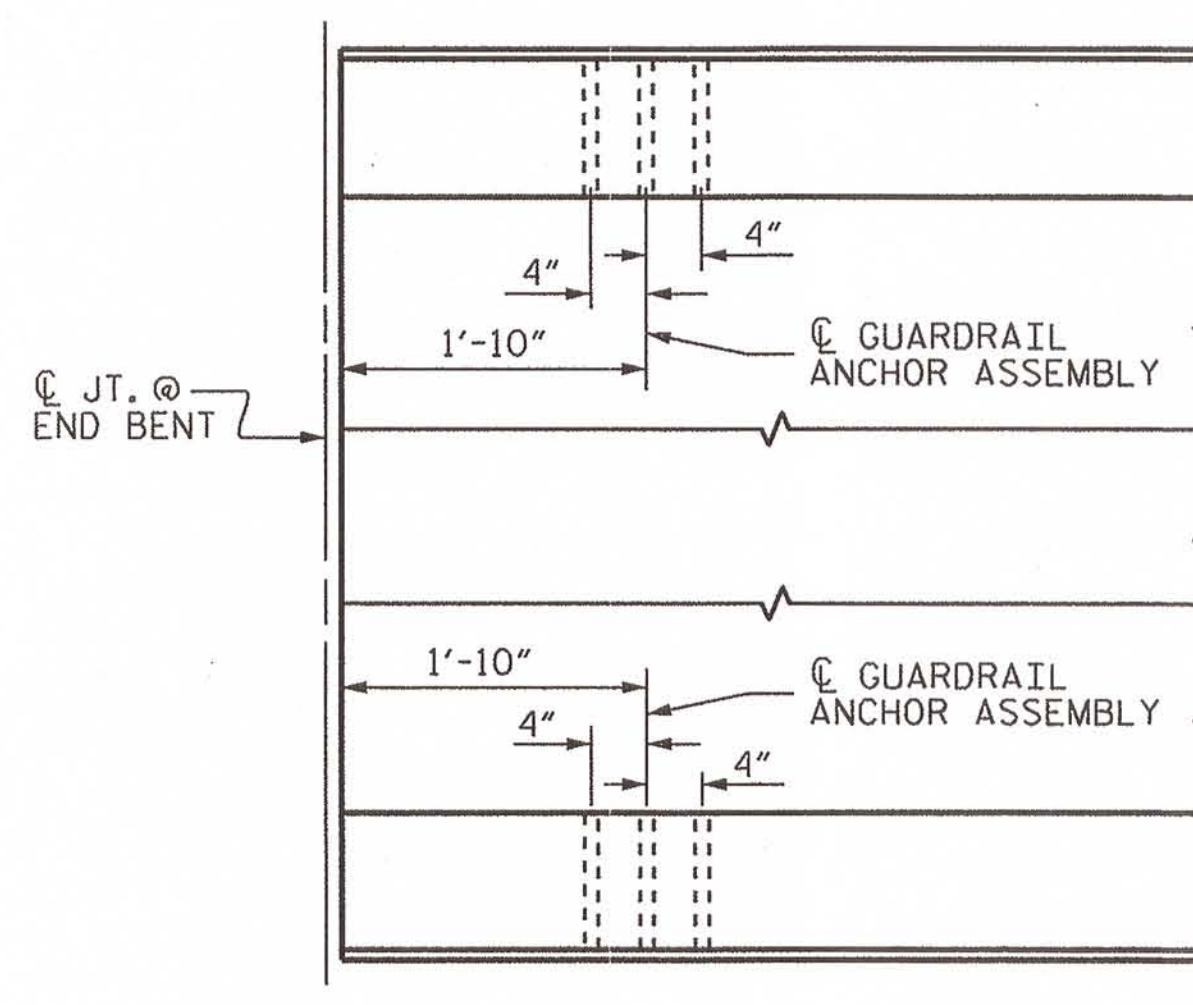 4"
4"
1'-10"
℄ GUARDRAIL
ANCHOR ASSEMBLY
℄ JT. @
END BENT
1'-10"
℄ GUARDRAIL
ANCHOR ASSEMBLY
4"
4"